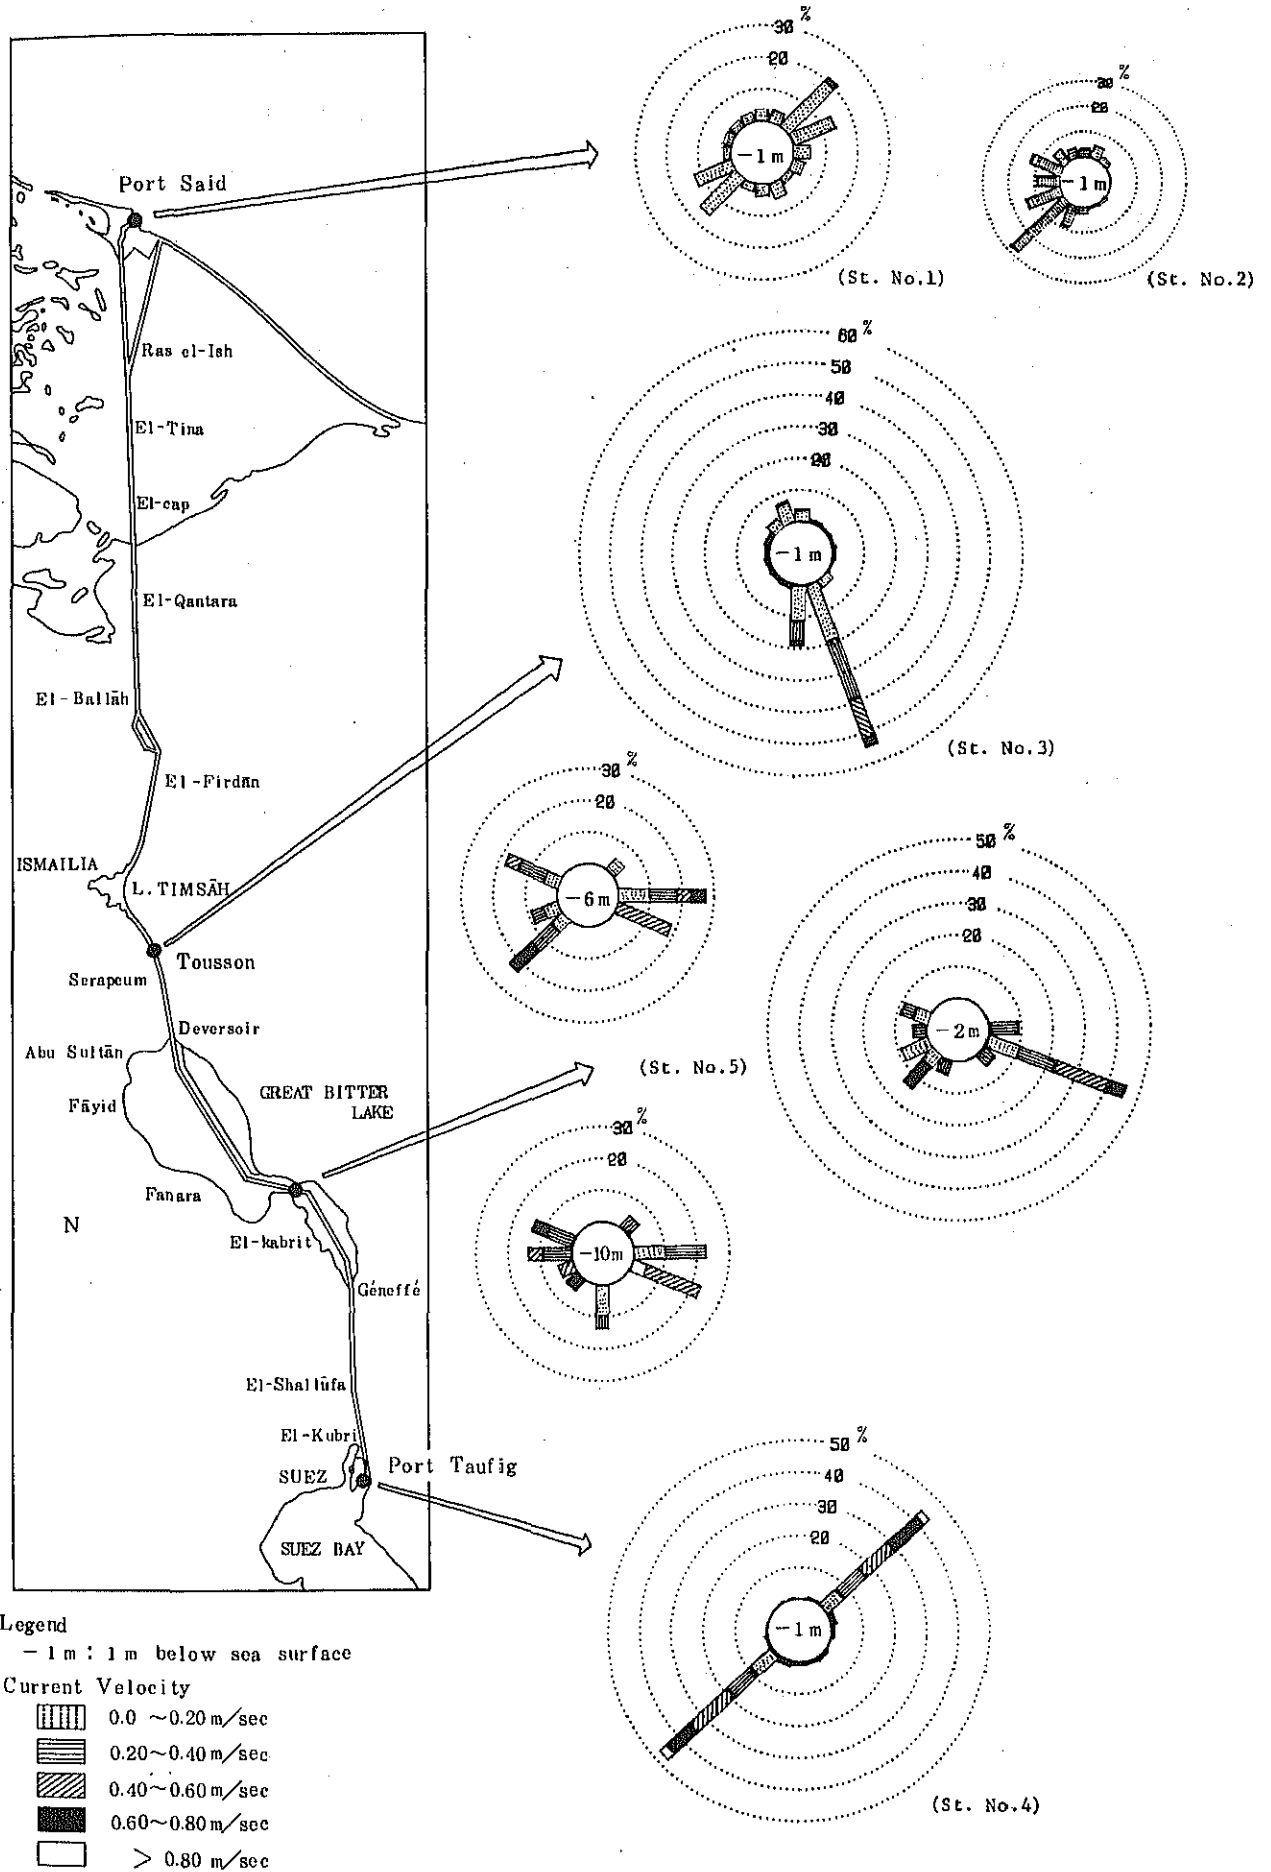 30 %
20
-1 m
(St. No.1)
30 %
20
-1 m
(St. No.2)
Port Said
Ras el-Ish
El-Tina
El-cap
El-Qantara
El-Ballāh
El-Firdān
ISMAILIA
L. TIMSĀH
Tousson
Serapeum
Deversoir
Abu Sultān
Fāyid
GREAT BITTER
LAKE
Fanara
N
El-kabrit
Géneffé
El-Shallūfa
El-Kubri
SUEZ
Port Taufig
SUEZ BAY
60 %
50
40
30
20
-1 m
(St. No.3)
30 %
20
-6 m
50 %
40
30
20
-2 m
(St. No.5)
30 %
20
-10m
50 %
40
30
20
-1 m
(St. No.4)
Legend
-1m : 1m below sea surface
Current Velocity
0.0 ~0.20 m/sec
0.20~0.40 m/sec
0.40~0.60 m/sec
0.60~0.80 m/sec
> 0.80 m/sec